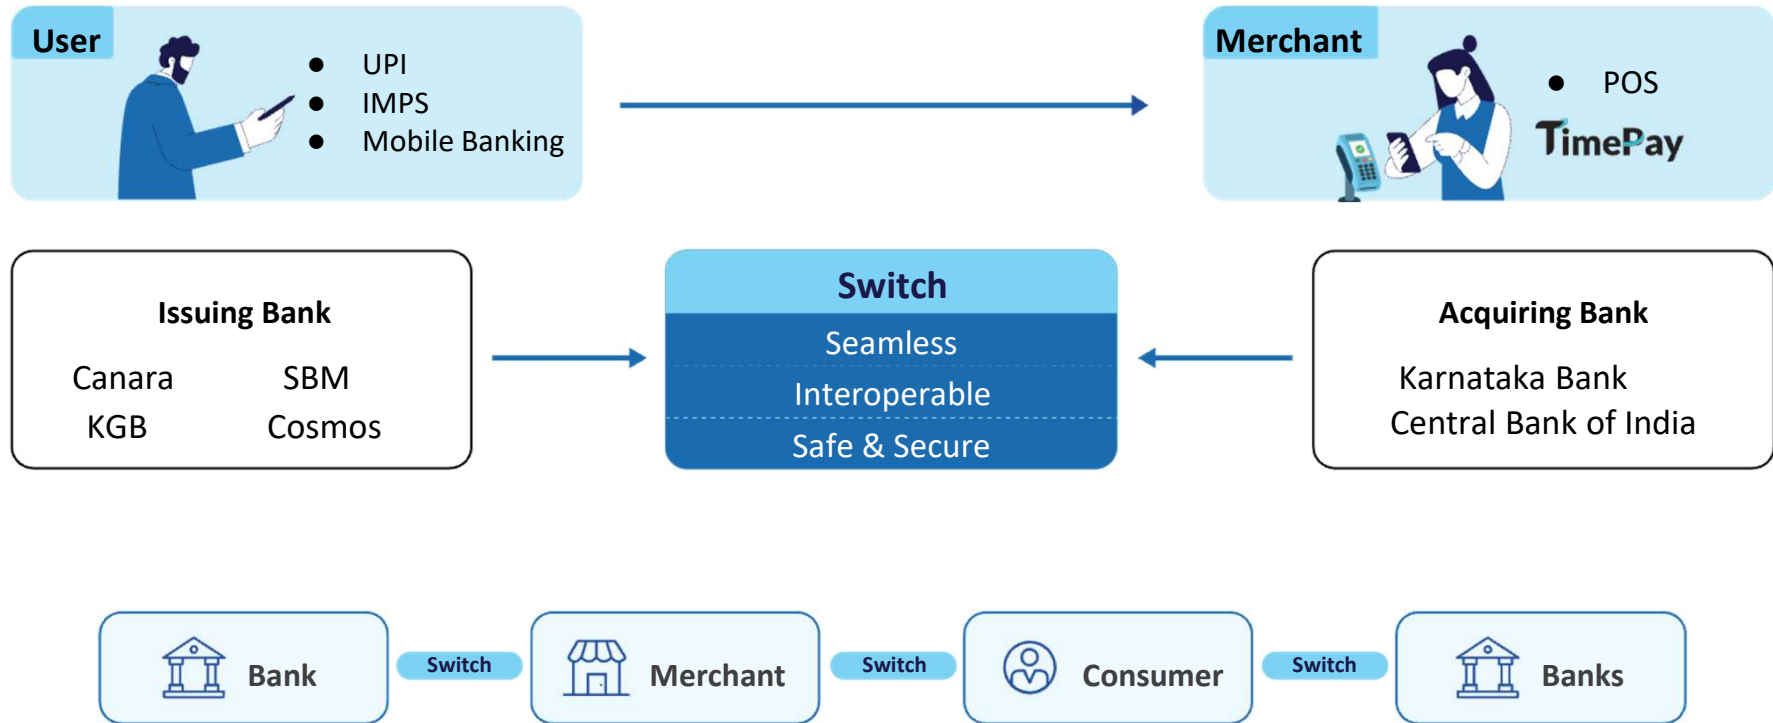 User
● UPI
● IMPS
● Mobile Banking
Merchant
● POS
TimePay
Issuing Bank
Canara SBM
KGB Cosmos
Switch
Seamless
Interoperable
Safe & Secure
Acquiring Bank
Karnataka Bank
Central Bank of India
Bank
Switch
Merchant
Switch
Consumer
Switch
Banks